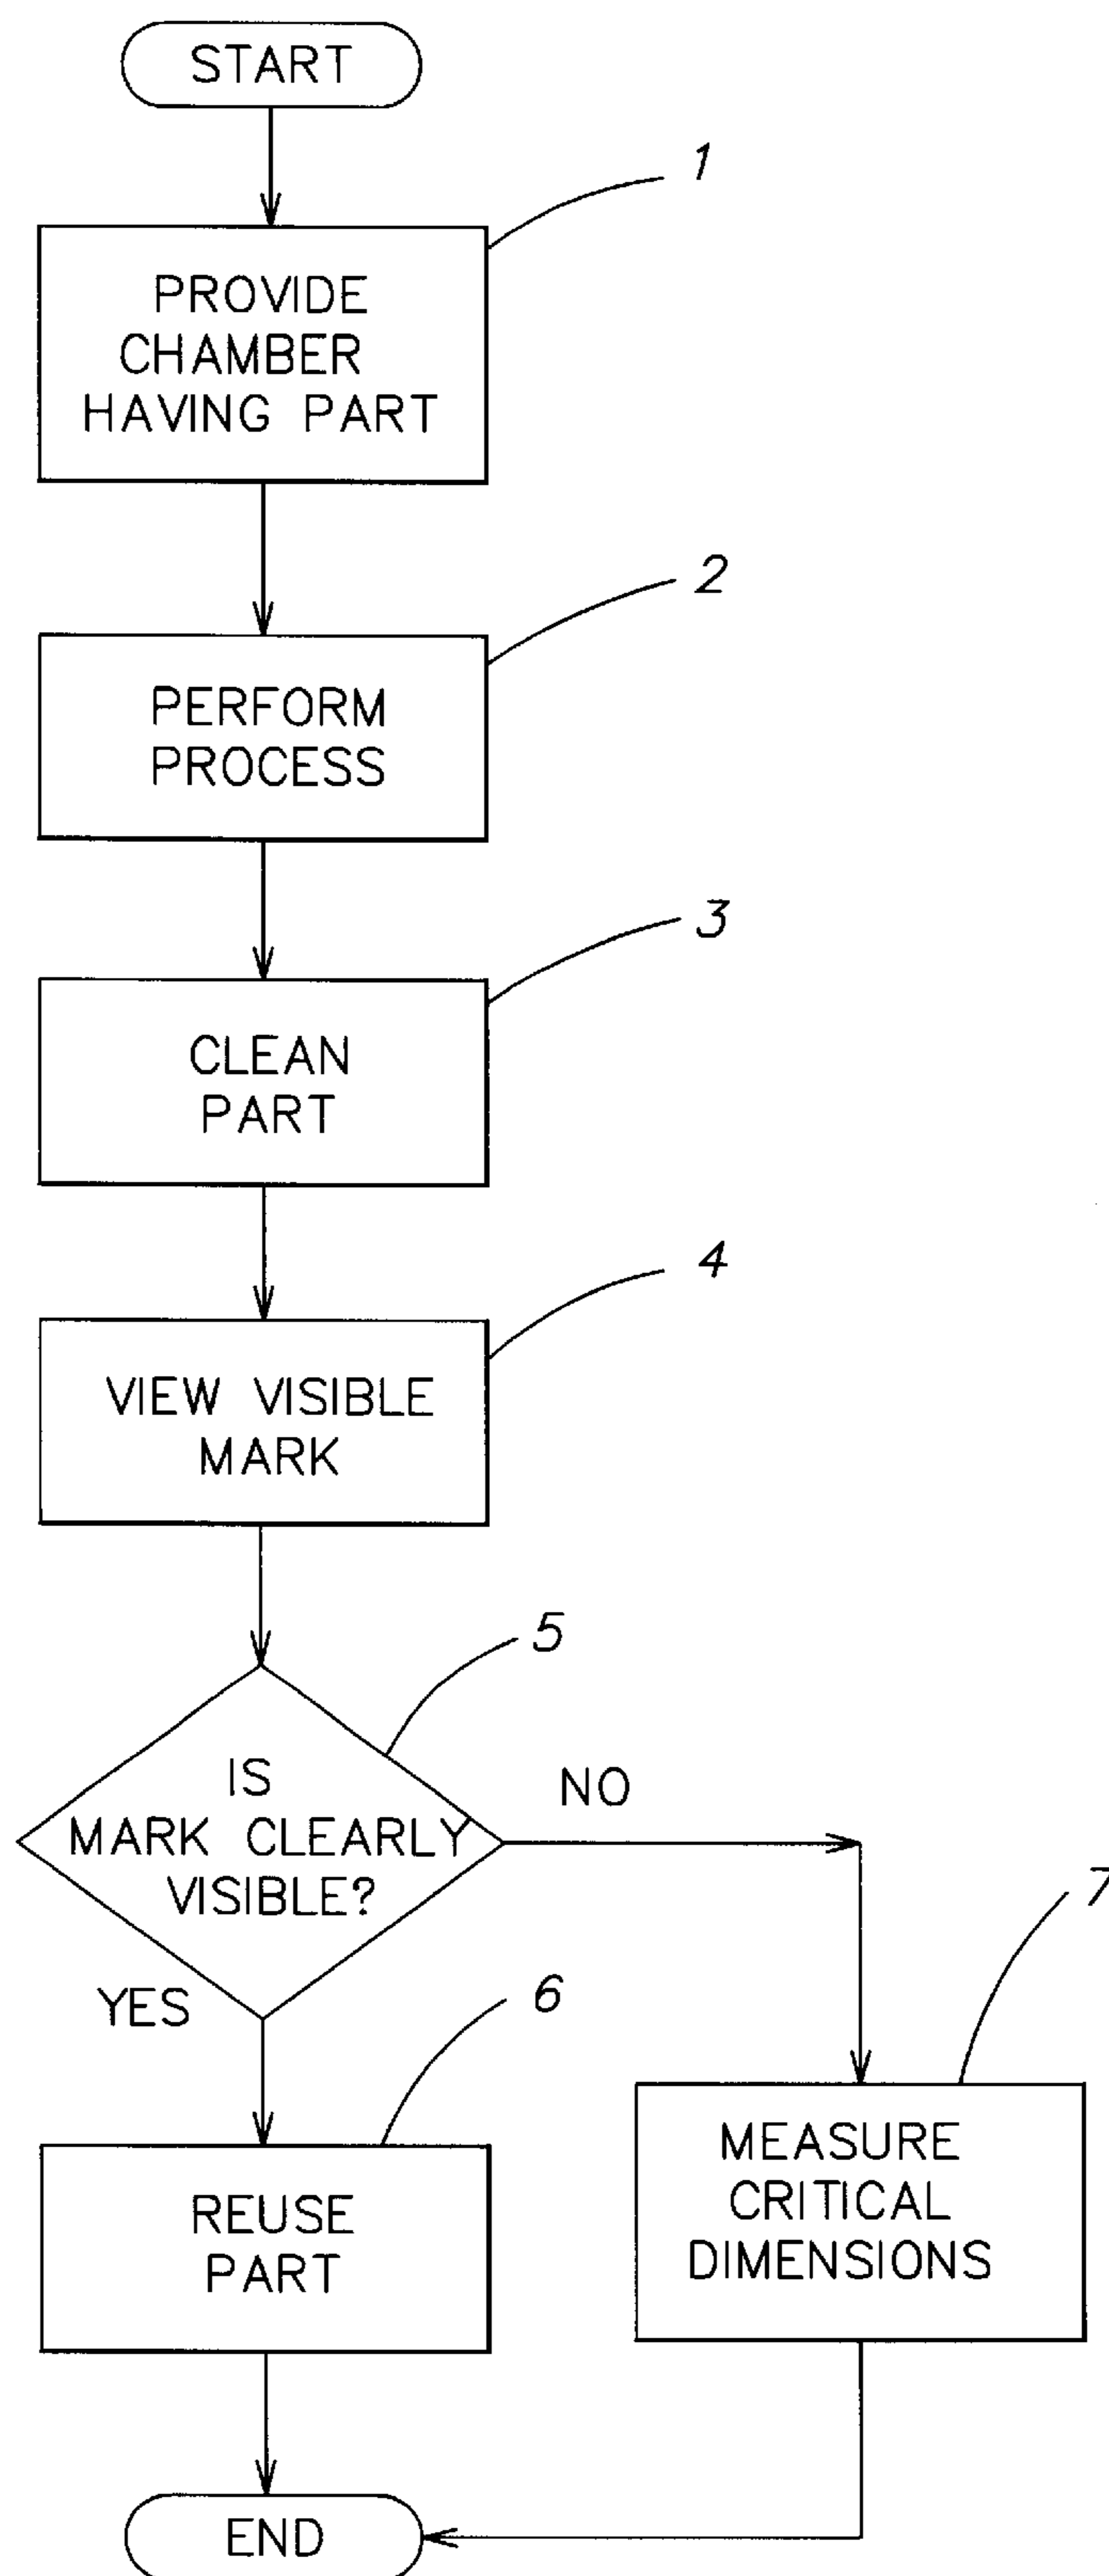 START
1
PROVIDE
CHAMBER
HAVING PART
2
PERFORM
PROCESS
3
CLEAN
PART
4
VIEW VISIBLE
MARK
5
IS
MARK CLEARLY
VISIBLE?
NO
YES
6
REUSE
PART
7
MEASURE
CRITICAL
DIMENSIONS
END